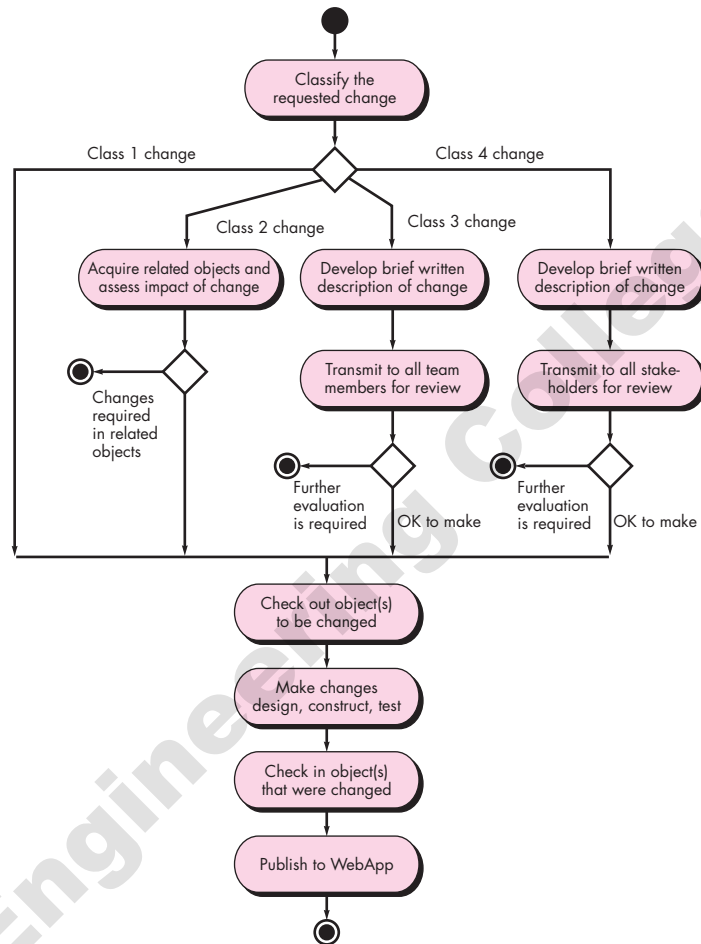 Classify the
requested change
Class 1 change
Class 4 change
Class 2 change
Class 3 change
Acquire related objects and
assess impact of change
Develop brief written
description of change
Develop brief written
description of change
Changes
required
in related
objects
Transmit to all team
members for review
Transmit to all stake-
holders for review
Further
evaluation
is required
OK to make
Further
evaluation
is required
OK to make
Check out object(s)
to be changed
Make changes
design, construct, test
Check in object(s)
that were changed
Publish to WebApp
Engineering College